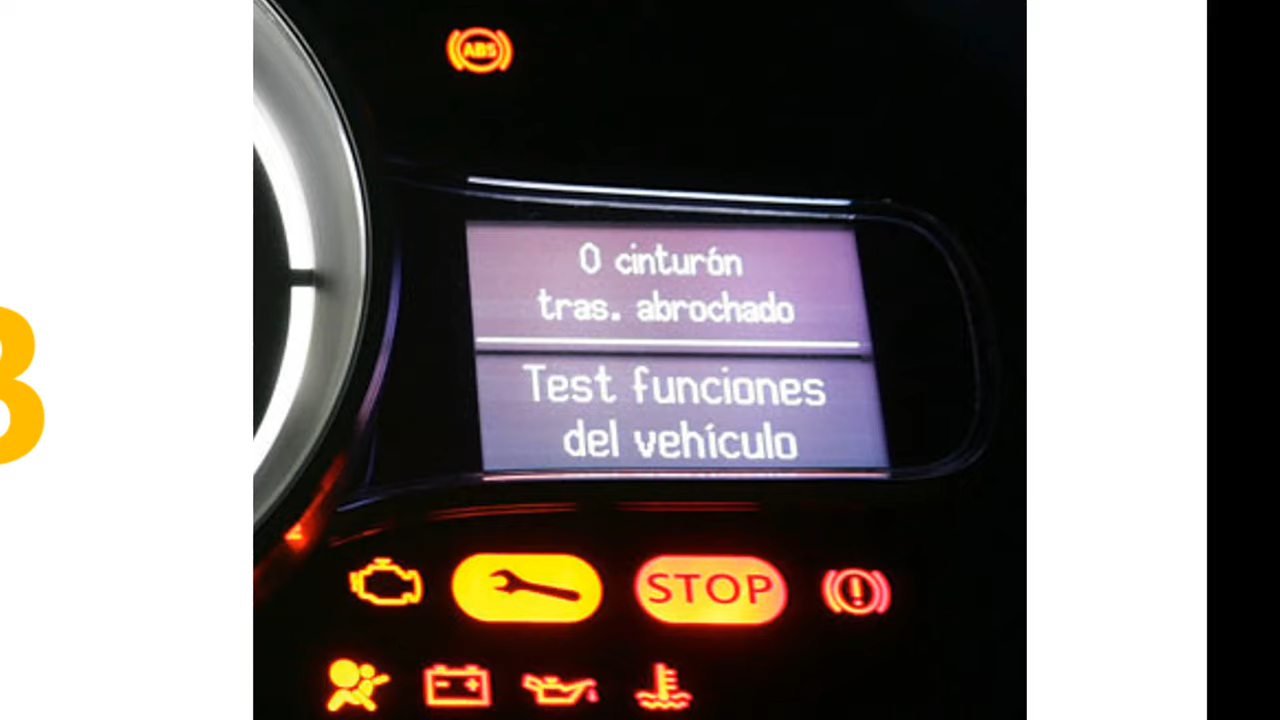 ABS
0 cinturón
tras. abrochado
Test funciones
del vehículo
STOP